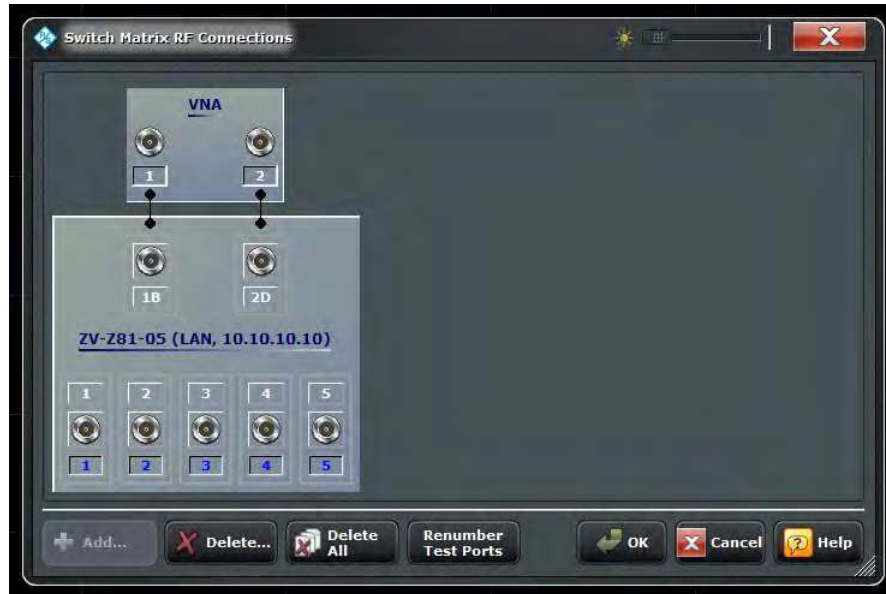 Switch Matrix RF Connections
X
VNA
1 2
1B 2D
ZV-Z81-05 (LAN, 10.10.10.10)
1 2 3 4 5
1 2 3 4 5
Add... Delete... Delete All Renumber Test Ports OK Cancel Help